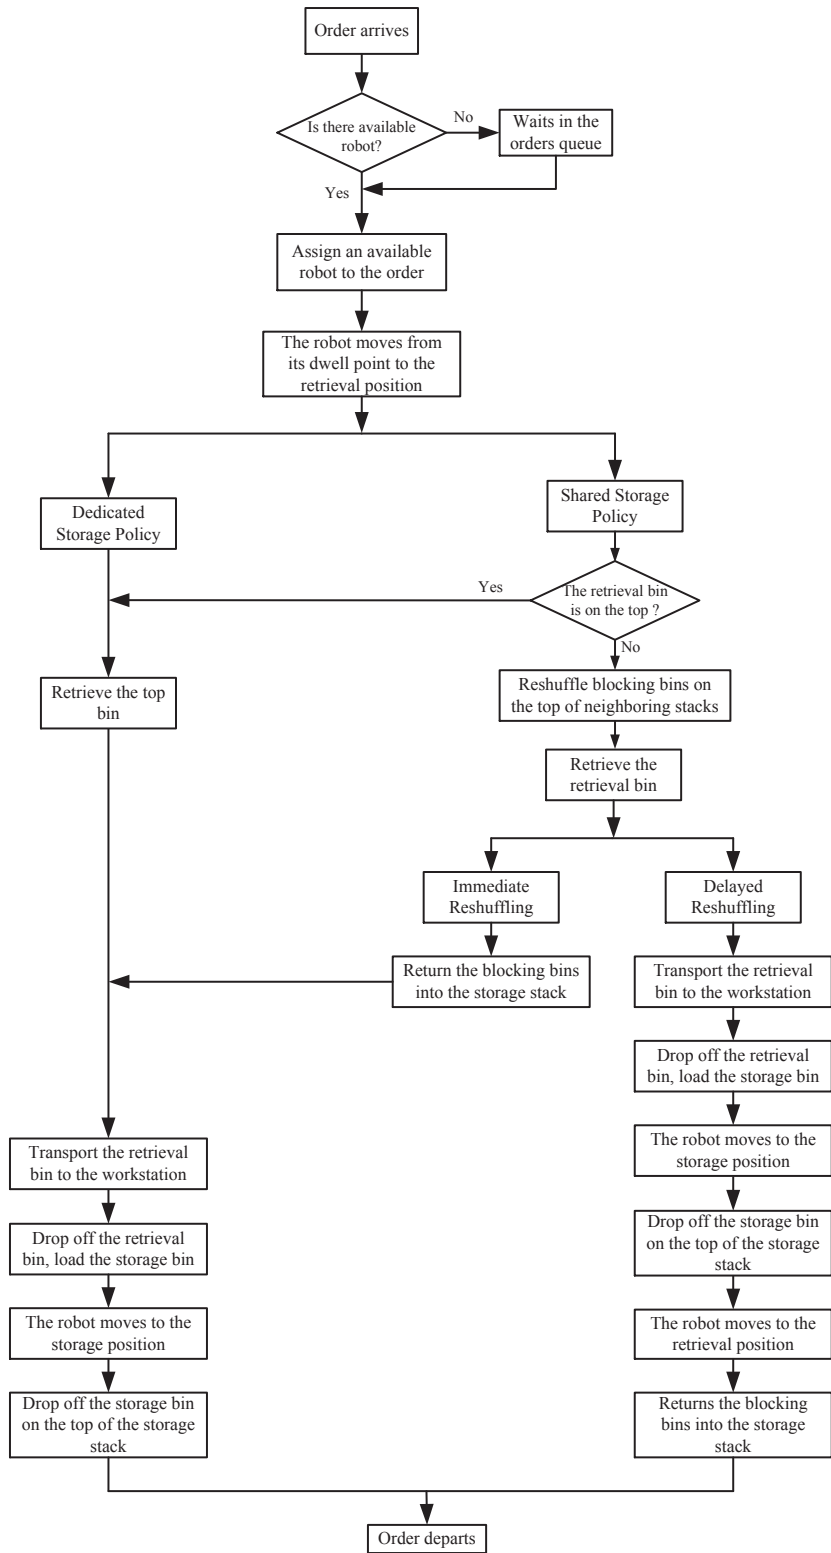 Order arrives
Is there available
robot?
No
Waits in the
orders queue
Yes
Assign an available
robot to the order
The robot moves from
its dwell point to the
retrieval position
Dedicated
Storage Policy
Shared Storage
Policy
Yes
The retrieval bin
is on the top ?
No
Retrieve the top
bin
Reshuffle blocking bins on
the top of neighboring stacks
Retrieve the
retrieval bin
Immediate
Reshuffling
Delayed
Reshuffling
Return the blocking bins
into the storage stack
Transport the retrieval
bin to the workstation
Drop off the retrieval
bin, load the storage bin
The robot moves to the
storage position
Drop off the storage bin
on the top of the storage
stack
The robot moves to the
retrieval position
Returns the blocking
bins into the storage
stack
Transport the retrieval
bin to the workstation
Drop off the retrieval
bin, load the storage bin
The robot moves to the
storage position
Drop off the storage bin
on the top of the storage
stack
Order departs